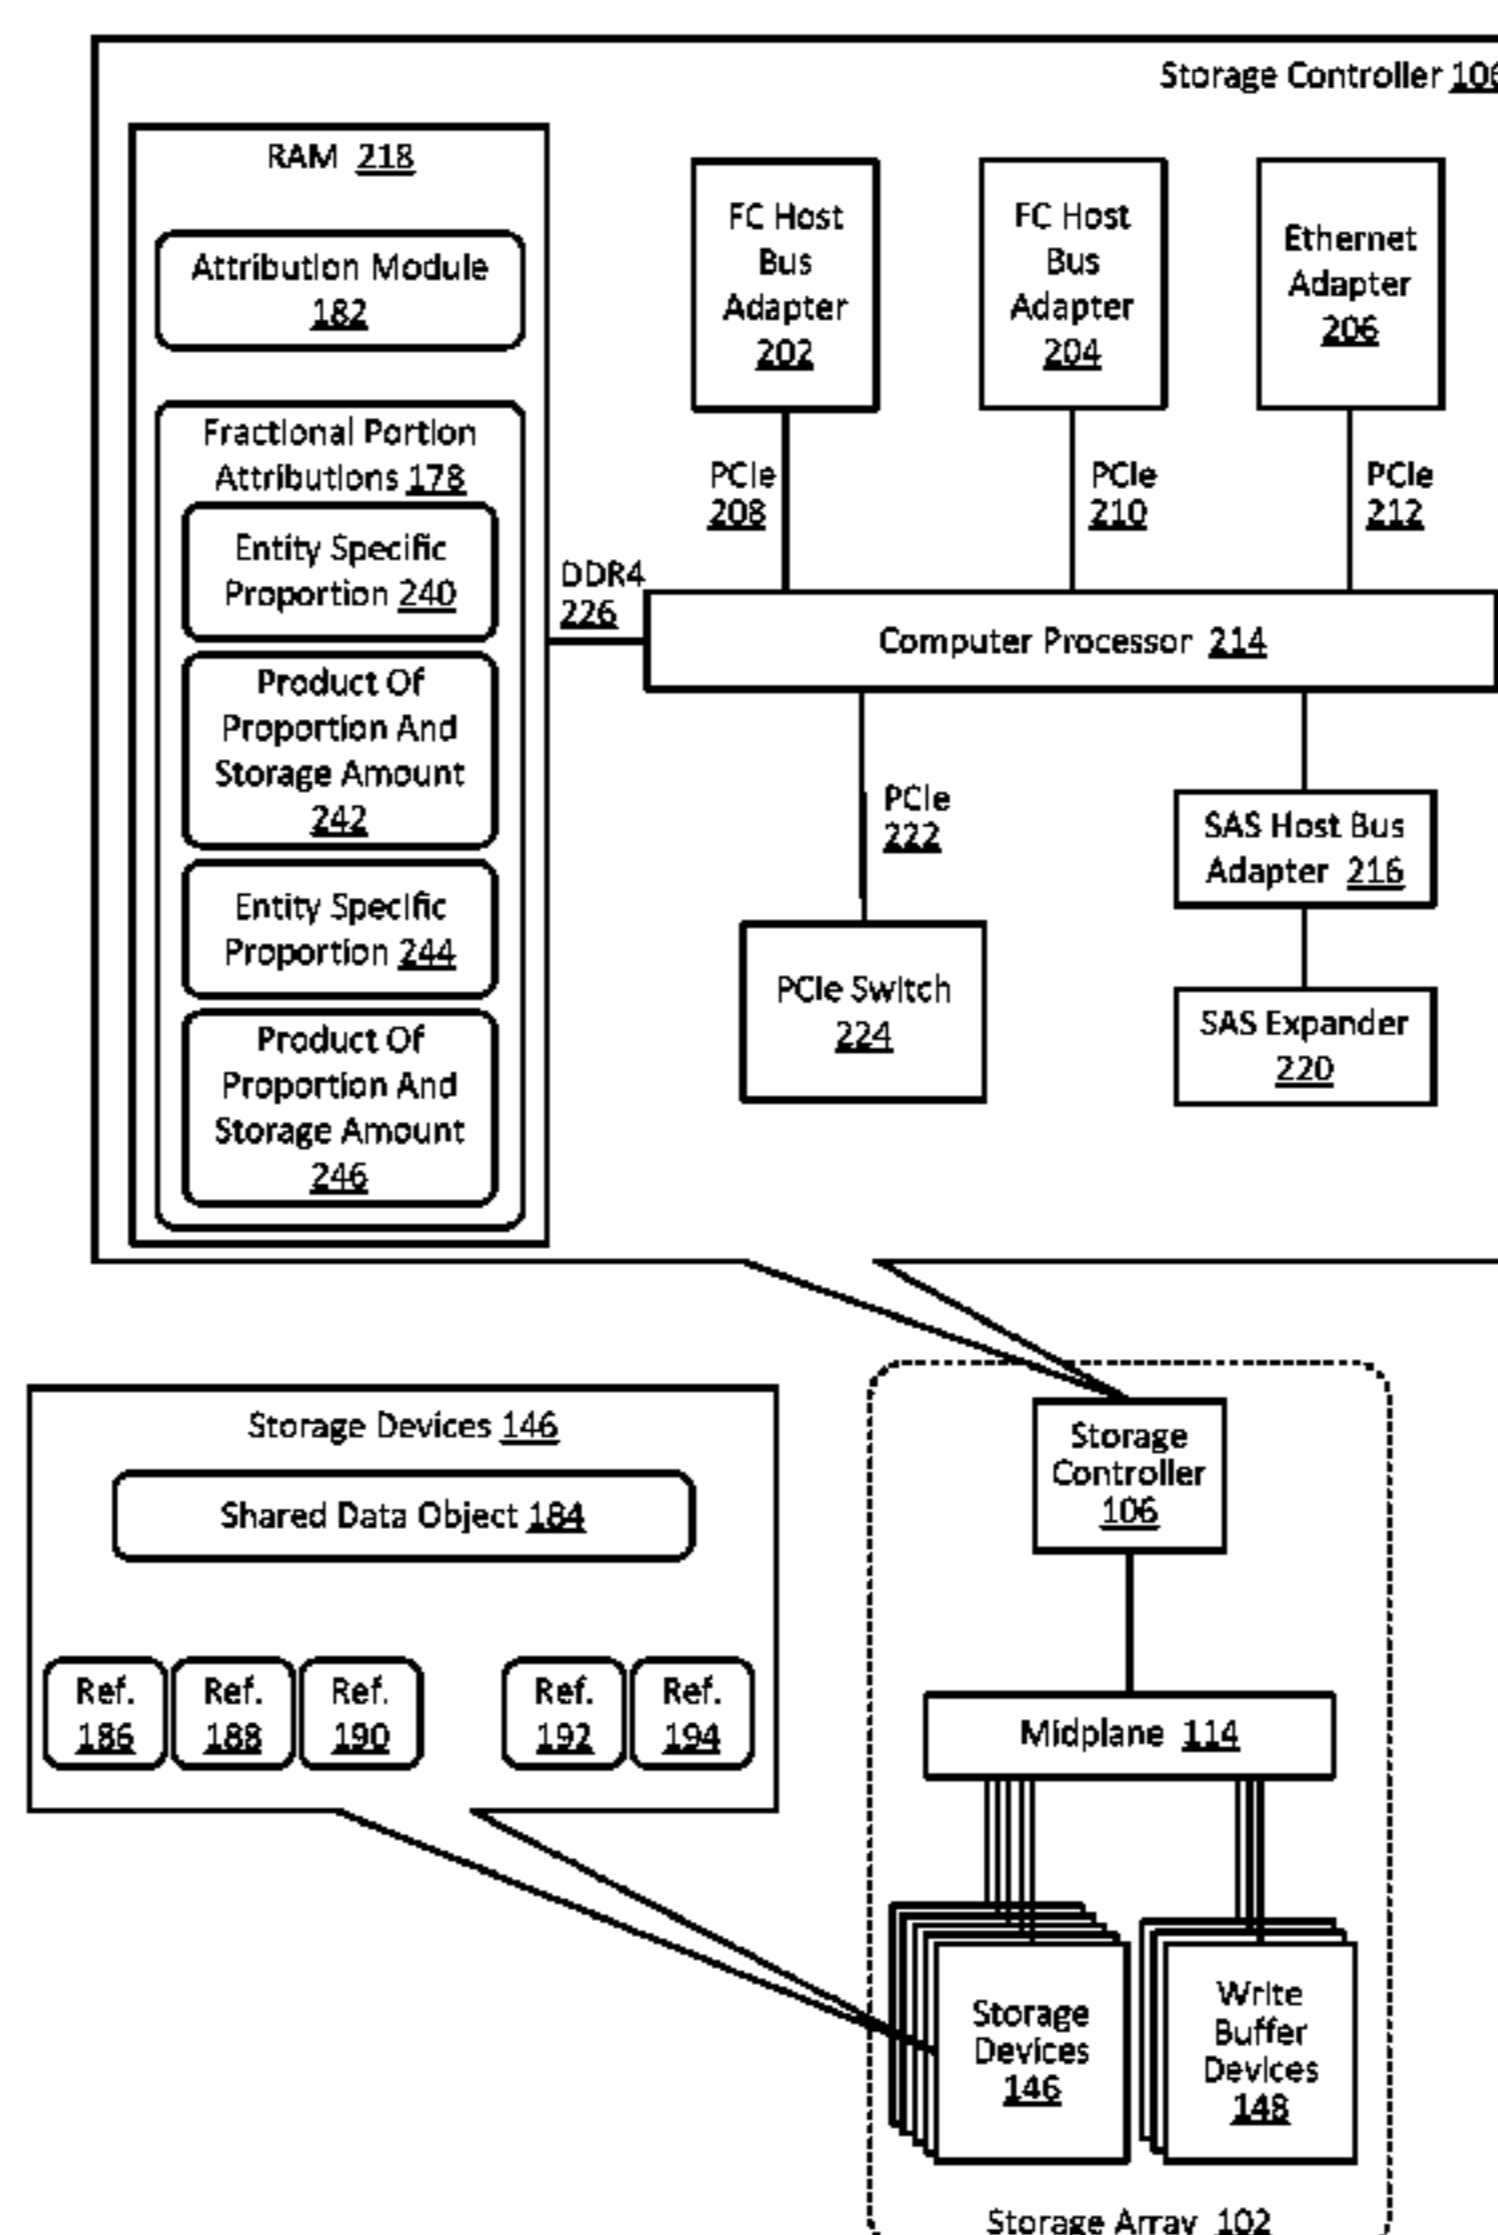 Storage Controller 106
RAM 218
Attribution Module
182
Fractional Portion
Attributions 178
Entity Specific
Proportion 240
Product Of
Proportion And
Storage Amount
242
Entity Specific
Proportion 244
Product Of
Proportion And
Storage Amount
246
FC Host
Bus
Adapter
202
FC Host
Bus
Adapter
204
Ethernet
Adapter
206
PCIe
208
PCIe
210
PCIe
212
DDR4
226
Computer Processor 214
PCIe
222
SAS Host Bus
Adapter 216
PCIe Switch
224
SAS Expander
220
Storage Devices 146
Shared Data Object 184
Ref.
186
Ref.
188
Ref.
190
Ref.
192
Ref.
194
Storage
Controller
106
Midplane 114
Storage
Devices
146
Write
Buffer
Devices
148
Storage Array 102